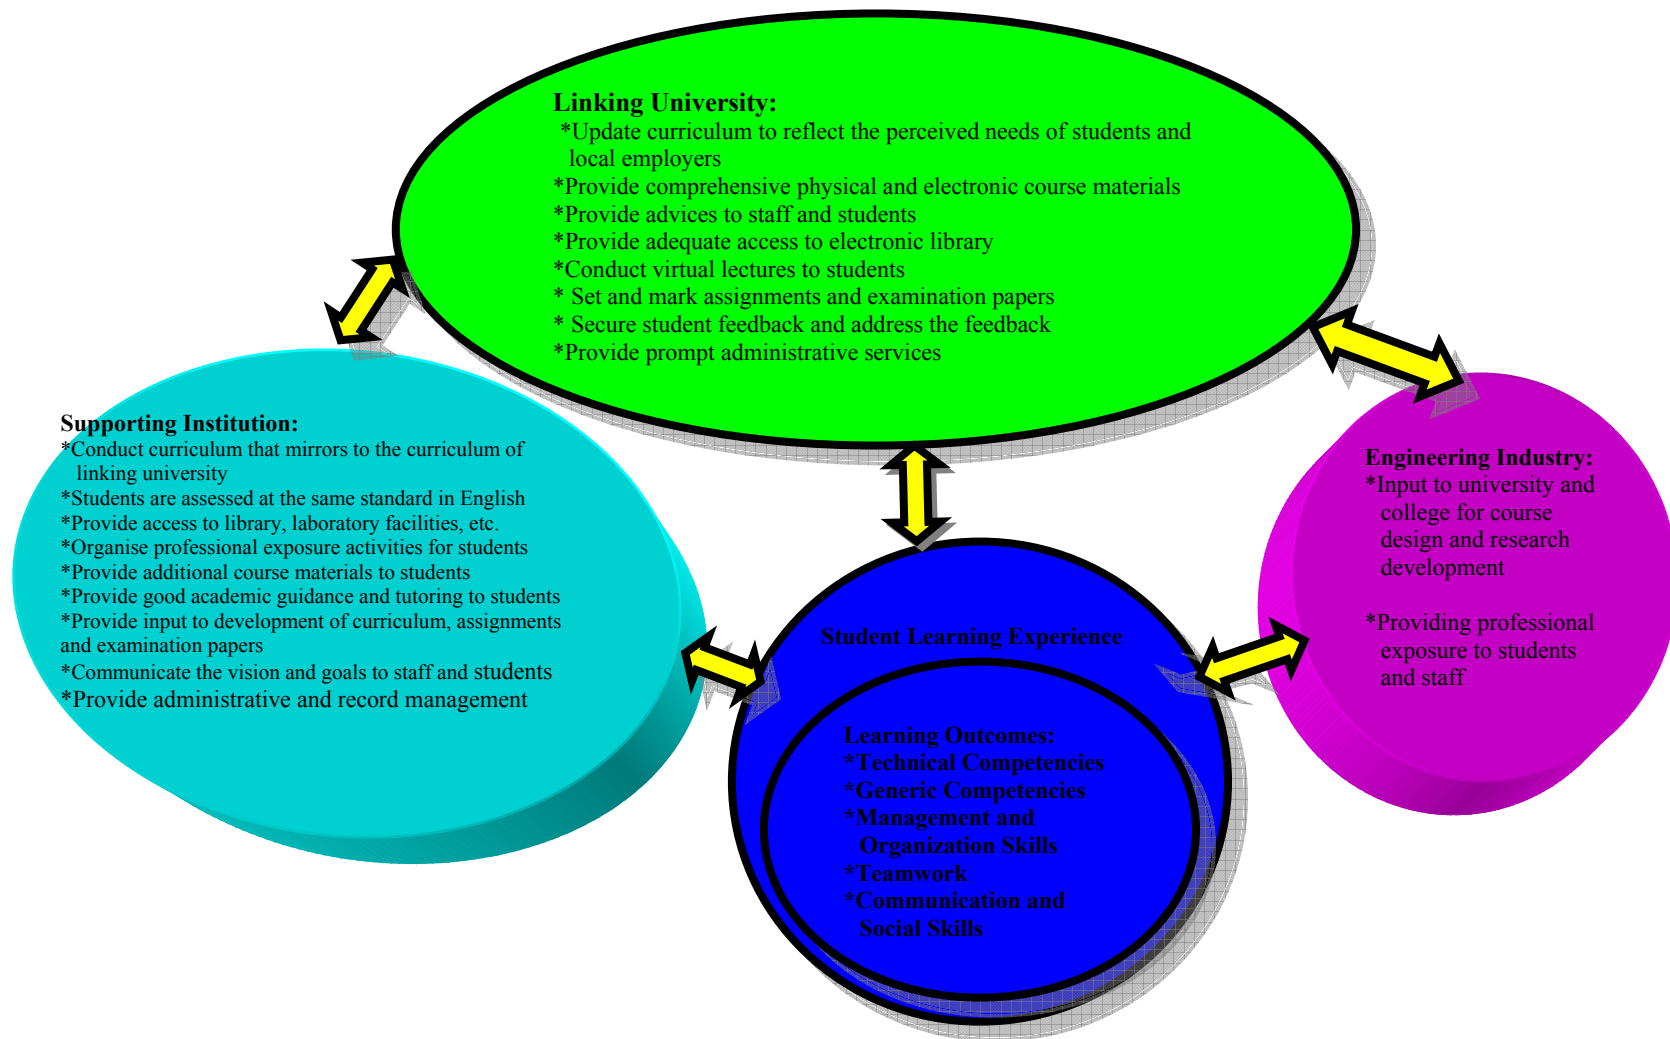 Linking University:
*Update curriculum to reflect the perceived needs of students and
local employers
*Provide comprehensive physical and electronic course materials
*Provide advices to staff and students
*Provide adequate access to electronic library
*Conduct virtual lectures to students
* Set and mark assignments and examination papers
* Secure student feedback and address the feedback
*Provide prompt administrative services
Supporting Institution:
*Conduct curriculum that mirrors to the curriculum of
linking university
*Students are assessed at the same standard in English
*Provide access to library, laboratory facilities, etc.
*Organise professional exposure activities for students
*Provide additional course materials to students
*Provide good academic guidance and tutoring to students
*Provide input to development of curriculum, assignments
and examination papers
*Communicate the vision and goals to staff and students
*Provide administrative and record management
Engineering Industry:
*Input to university and
college for course
design and research
development
*Providing professional
exposure to students
and staff
Student Learning Experience
Learning Outcomes:
*Technical Competencies
*Generic Competencies
*Management and
Organization Skills
*Teamwork
*Communication and
Social Skills